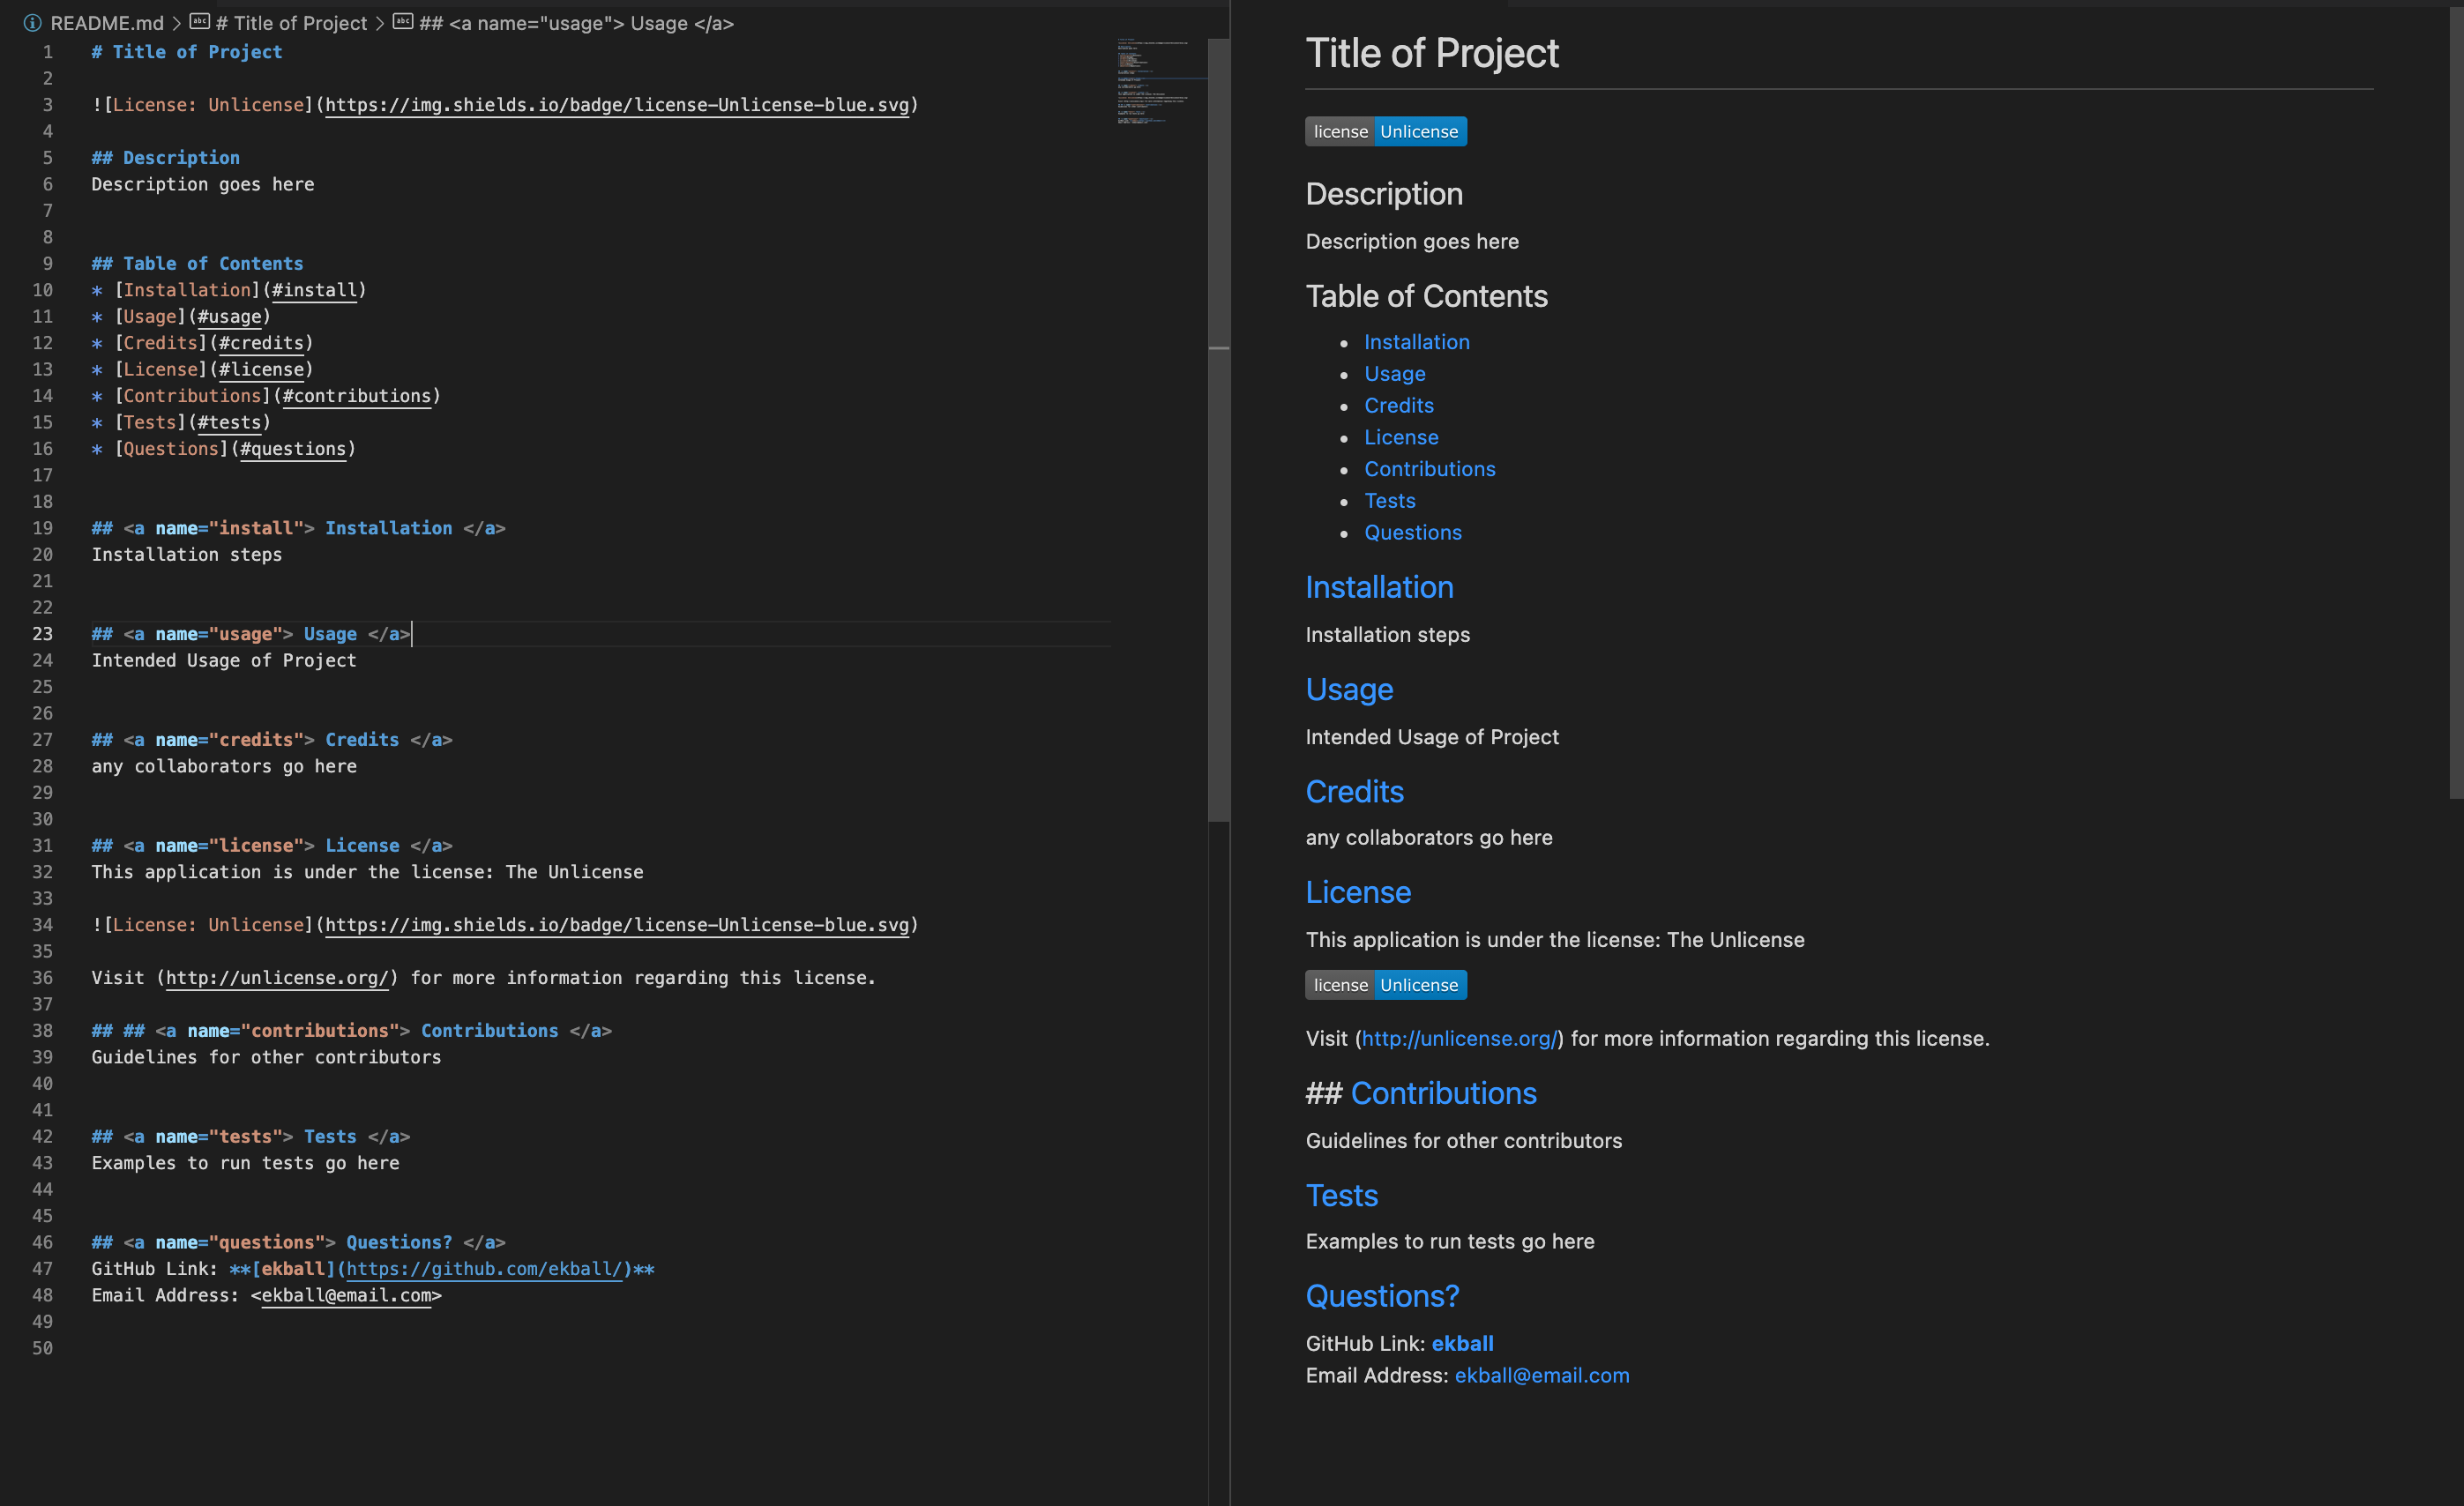 README.md > # Title of Project > ## <a name="usage"> Usage </a>
1 # Title of Project
2
3 ![License: Unlicense](https://img.shields.io/badge/license-Unlicense-blue.svg)
4
5 ## Description
6 Description goes here
7
8
9 ## Table of Contents
10 * [Installation](#install)
11 * [Usage](#usage)
12 * [Credits](#credits)
13 * [License](#license)
14 * [Contributions](#contributions)
15 * [Tests](#tests)
16 * [Questions](#questions)
17
18
19 ## <a name="install"> Installation </a>
20 Installation steps
21
22
23 ## <a name="usage"> Usage </a>
24 Intended Usage of Project
25
26
27 ## <a name="credits"> Credits </a>
28 any collaborators go here
29
30
31 ## <a name="license"> License </a>
32 This application is under the license: The Unlicense
33
34 ![License: Unlicense](https://img.shields.io/badge/license-Unlicense-blue.svg)
35
36 Visit (http://unlicense.org/) for more information regarding this license.
37
38 ## ## <a name="contributions"> Contributions </a>
39 Guidelines for other contributors
40
41
42 ## <a name="tests"> Tests </a>
43 Examples to run tests go here
44
45
46 ## <a name="questions"> Questions? </a>
47 GitHub Link: **[ekball](https://github.com/ekball/)**
48 Email Address: <ekball@email.com>
49
50
Title of Project
license Unlicense
Description
Description goes here
Table of Contents
• Installation
• Usage
• Credits
• License
• Contributions
• Tests
• Questions
Installation
Installation steps
Usage
Intended Usage of Project
Credits
any collaborators go here
License
This application is under the license: The Unlicense
license Unlicense
Visit (http://unlicense.org/) for more information regarding this license.
## Contributions
Guidelines for other contributors
Tests
Examples to run tests go here
Questions?
GitHub Link: ekball
Email Address: ekball@email.com